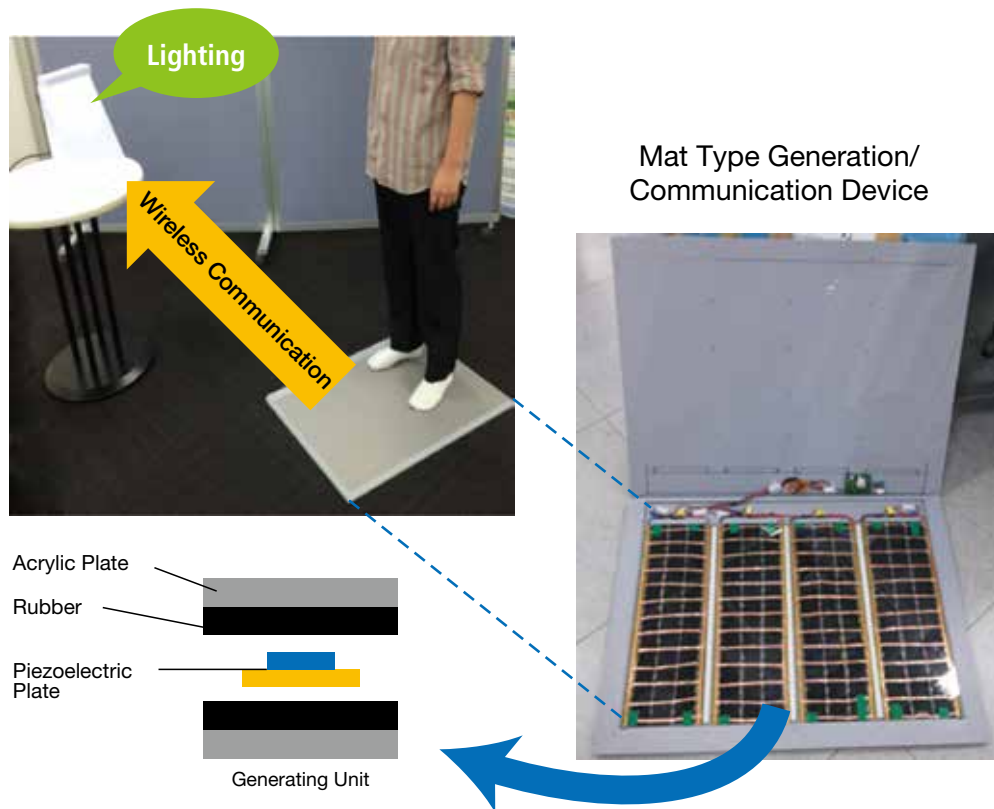 Lighting
Wireless Communication
Mat Type Generation/
Communication Device
Acrylic Plate
Rubber
Piezoelectric
Plate
Generating Unit